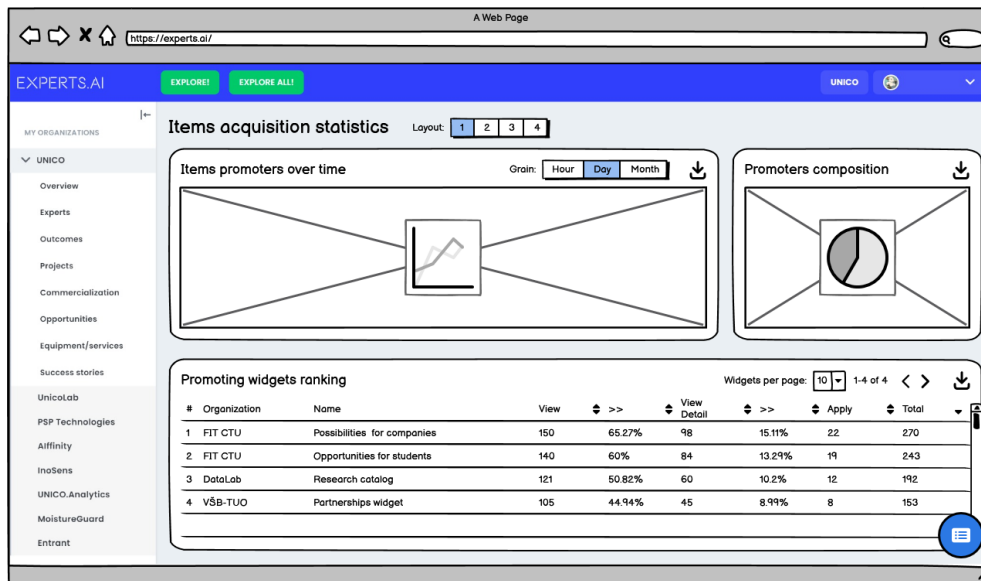 A Web Page
https://experts.ai/
EXPERTS.AI EXPLORE! EXPLORE ALL! UNICO
MY ORGANIZATIONS
UNICO
Overview
Experts
Outcomes
Projects
Commercialization
Opportunities
Equipment/services
Success stories
UnicoLab
PSP Technologies
AIffinity
InoSens
UNICO.Analytics
MoistureGuard
Entrant
Items acquisition statistics Layout: 1 2 3 4
Items promoters over time Grain: Hour Day Month
Promoters composition
Promoting widgets ranking Widgets per page: 10 1-4 of 4
# Organization Name View >> View Detail >> Apply Total
1 FIT CTU Possibilities for companies 150 65.27% 98 15.11% 22 270
2 FIT CTU Opportunities for students 140 60% 84 13.29% 19 243
3 DataLab Research catalog 121 50.82% 60 10.2% 12 192
4 VŠB-TUO Partnerships widget 105 44.94% 45 8.99% 8 153